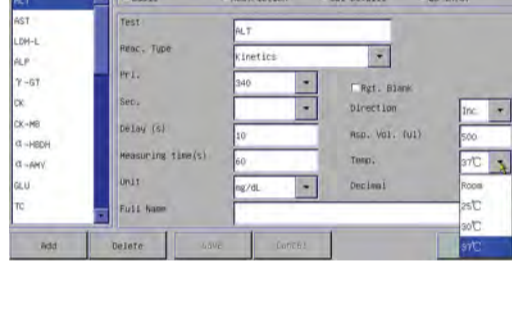 ALT
AST
LDH-L
ALP
γ-GT
CK
CK-MB
α-HBDH
α-AMY
GLU
TC
Test
ALT
Reac. Type
Kinetics
Pri.
340
Rgt. Blank
Sec.
Direction
Inc.
Delay (s)
10
Asp. Vol. (ul)
500
Measuring time(s)
60
Temp.
37℃
Unit
mg/dL
Decimal
Room
25℃
30℃
37℃
Full Name
Add
Delete
Save
Cancel